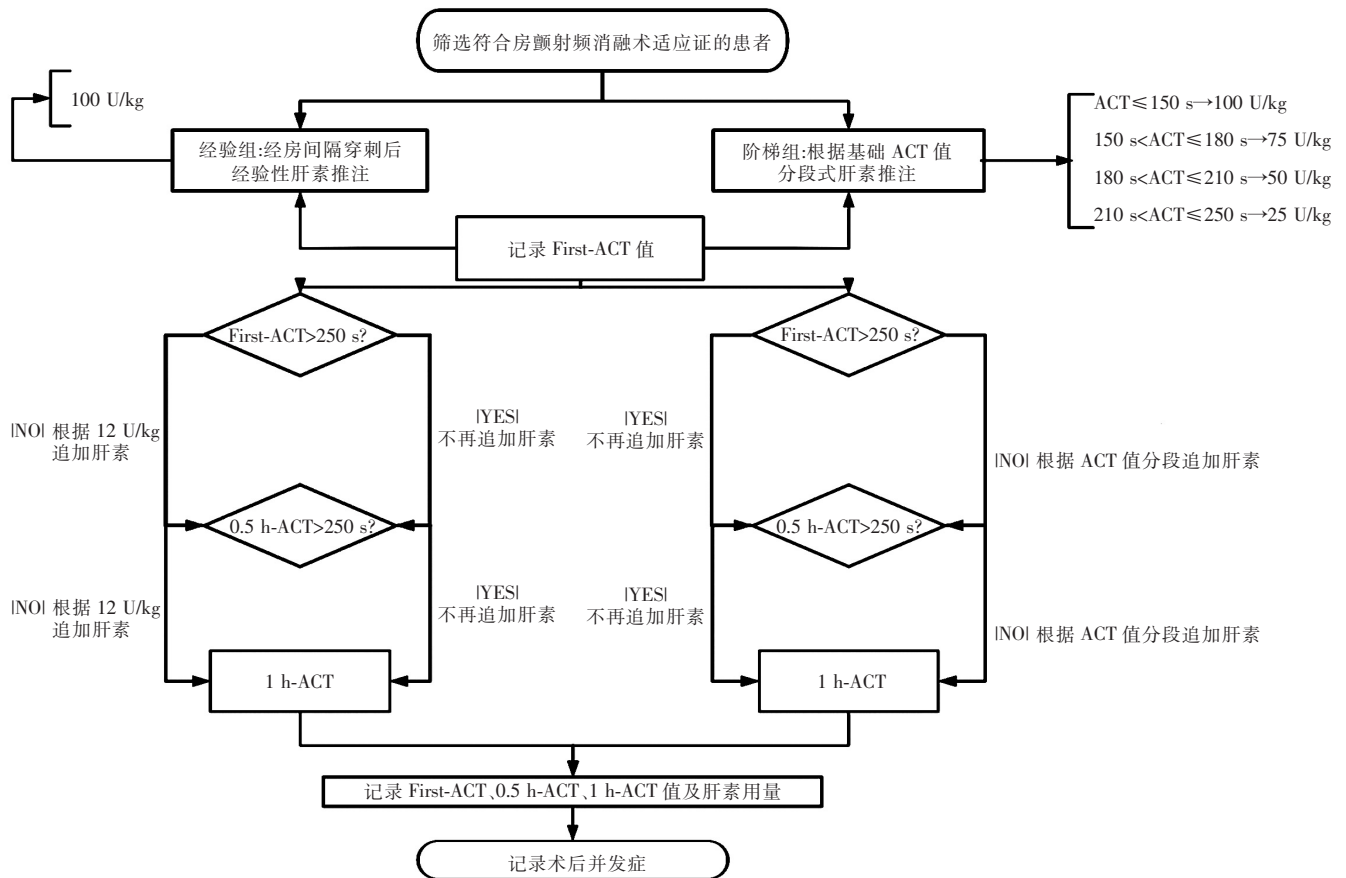 筛选符合房颤射频消融术适应证的患者
100 U/kg
经验组:经房间隔穿刺后
经验性肝素推注
阶梯组:根据基础 ACT 值
分段式肝素推注
ACT≤150 s→100 U/kg
150 s<ACT≤180 s→75 U/kg
180 s<ACT≤210 s→50 U/kg
210 s<ACT≤250 s→25 U/kg
记录 First-ACT 值
First-ACT>250 s?
First-ACT>250 s?
|NO| 根据 12 U/kg
追加肝素
|YES|
不再追加肝素
|YES|
不再追加肝素
|NO| 根据 ACT 值分段追加肝素
0.5 h-ACT>250 s?
0.5 h-ACT>250 s?
|NO| 根据 12 U/kg
追加肝素
|YES|
不再追加肝素
|YES|
不再追加肝素
|NO| 根据 ACT 值分段追加肝素
1 h-ACT
1 h-ACT
记录 First-ACT、0.5 h-ACT、1 h-ACT 值及肝素用量
记录术后并发症